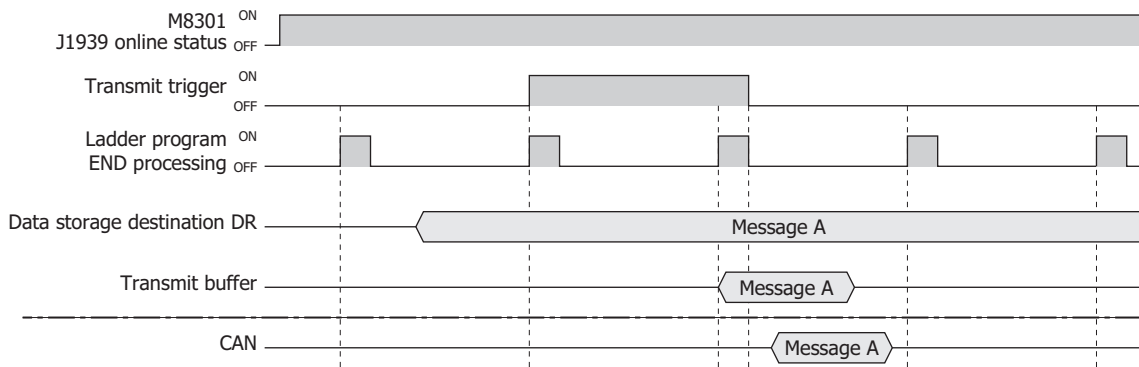 M8301 ON
J1939 online status OFF
Transmit trigger ON
OFF
Ladder program ON
END processing OFF
Data storage destination DR Message A
Transmit buffer Message A
CAN Message A